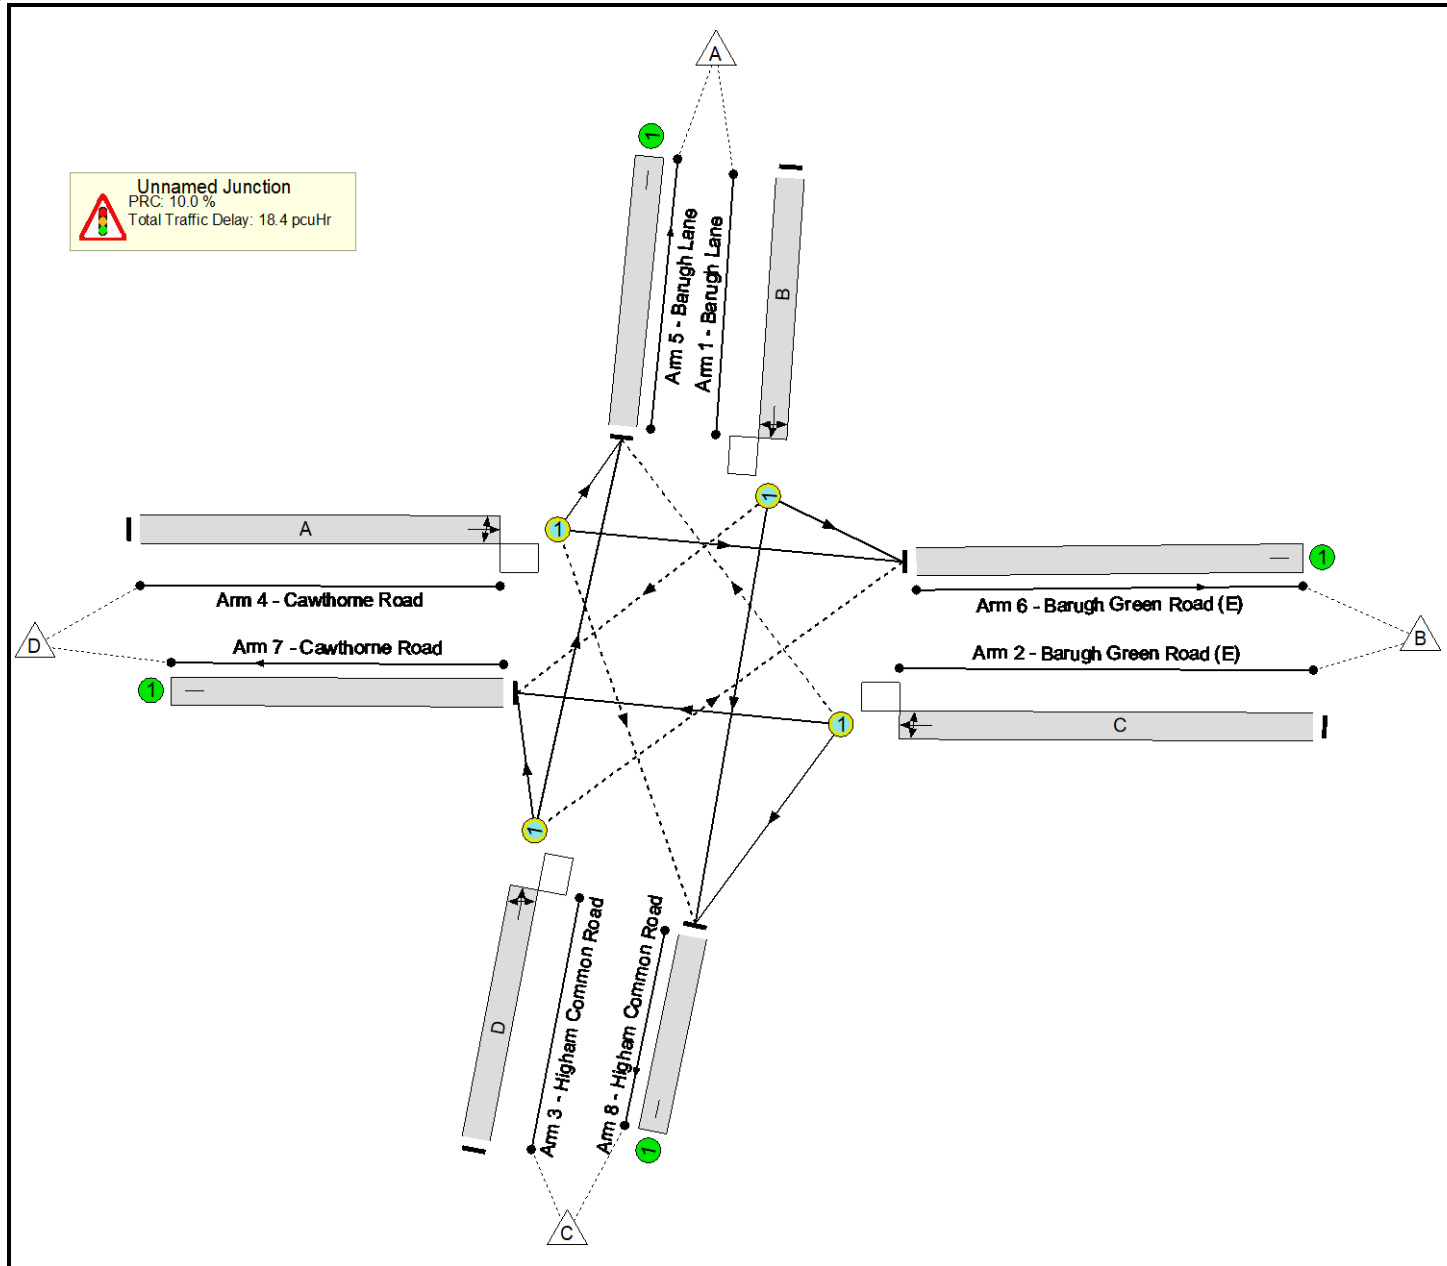 A
1
Unnamed Junction
PRC: 10.0 %
Total Traffic Delay: 18.4 pcuHr
Arm 5 - Barugh Lane
Arm 1 - Barugh Lane
B
1
A
1
1
Arm 4 - Cawthorne Road
Arm 6 - Barugh Green Road (E)
D
Arm 7 - Cawthorne Road
Arm 2 - Barugh Green Road (E)
B
1
1
C
1
D
Arm 3 - Higham Common Road
Arm 8 - Higham Common Road
1
C